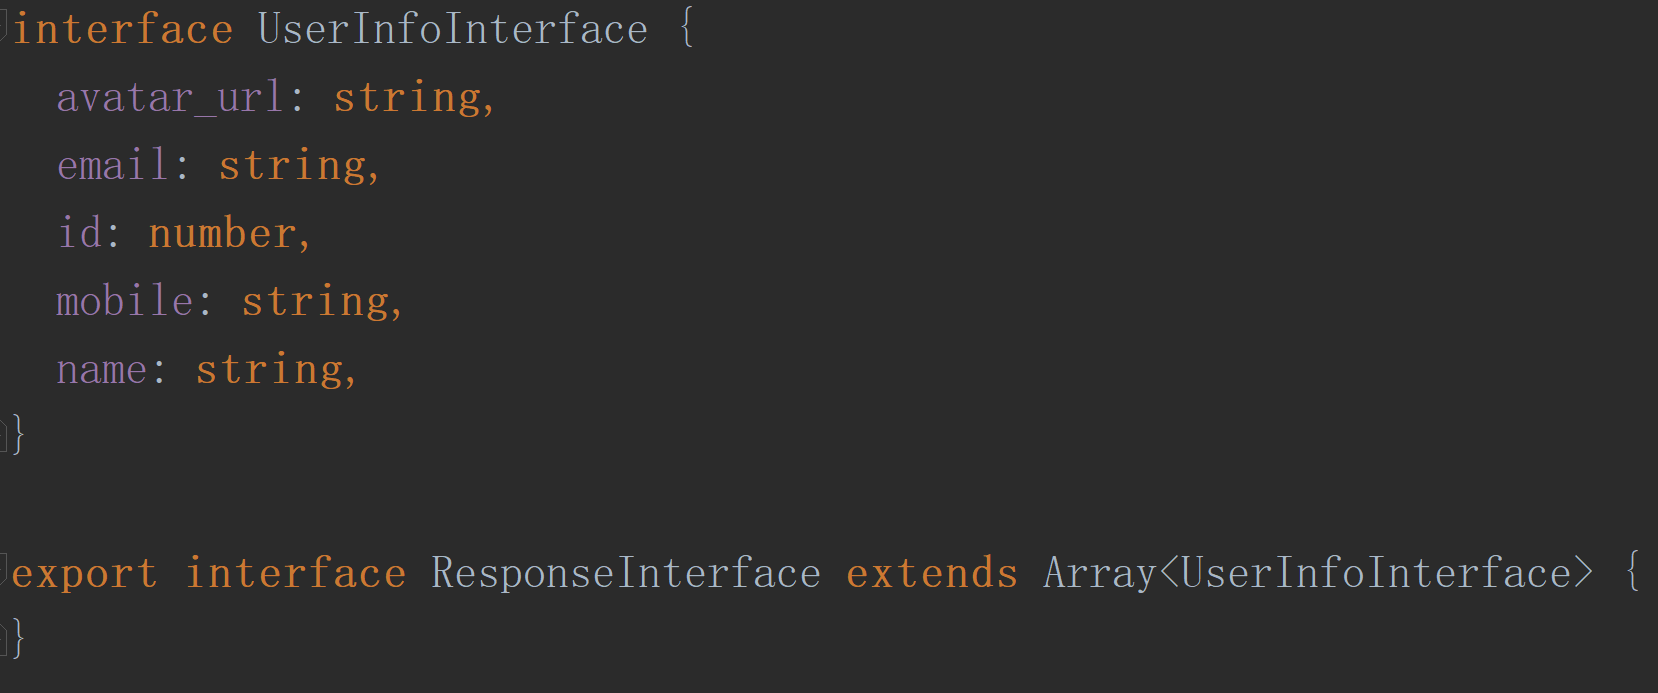 interface UserInfoInterface {
  avatar_url: string,
  email: string,
  id: number,
  mobile: string,
  name: string,
}
export interface ResponseInterface extends Array<UserInfoInterface> {
}